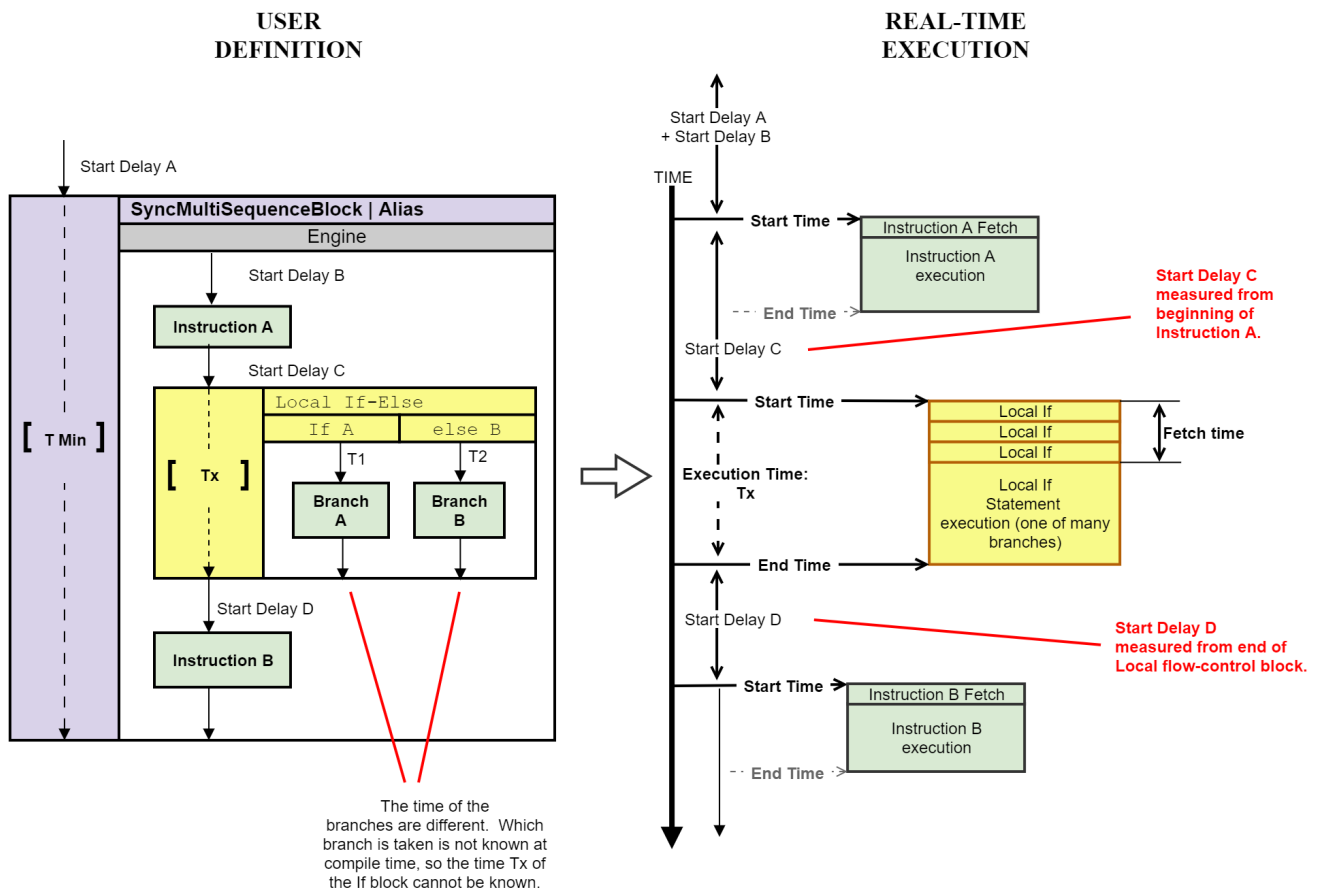 USER
DEFINITION
Start Delay A
SyncMultiSequenceBlock | Alias
Engine
Start Delay B
Instruction A
Start Delay C
Local If-Else
If A
else B
[ T Min ]
[ Tx ]
T1
T2
Branch
A
Branch
B
Start Delay D
Instruction B
The time of the
branches are different. Which
branch is taken is not known at
compile time, so the time Tx of
the If block cannot be known.
REAL-TIME
EXECUTION
Start Delay A
+ Start Delay B
TIME
Start Time
Instruction A Fetch
Instruction A
execution
End Time
Start Delay C
Start Delay C
measured from
beginning of
Instruction A.
Start Time
Local If
Local If
Local If
Fetch time
Execution Time:
Tx
Local If
Statement
execution (one of many
branches)
End Time
Start Delay D
Start Delay D
measured from end of
Local flow-control block.
Start Time
Instruction B Fetch
Instruction B
execution
End Time